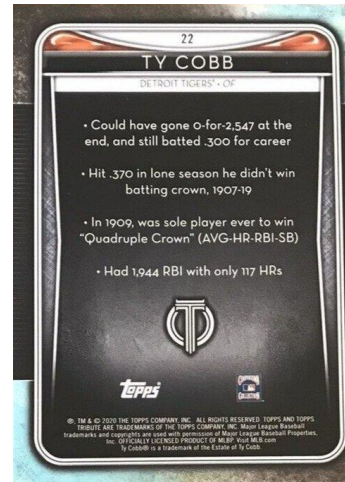 22
TY COBB
DETROIT TIGERS® • OF
• Could have gone 0-for-2,547 at the
end, and still batted .300 for career
• Hit .370 in lone season he didn't win
batting crown, 1907-19
• In 1909, was sole player ever to win
"Quadruple Crown" (AVG-HR-RBI-SB)
• Had 1,944 RBI with only 117 HRs
Topps
®, TM & © 2020 THE TOPPS COMPANY, INC. ALL RIGHTS RESERVED. TOPPS AND TOPPS
TRIBUTE ARE TRADEMARKS OF THE TOPPS COMPANY, INC. Major League Baseball
trademarks and copyrights are used with permission of Major League Baseball Properties,
Inc. OFFICIALLY LICENSED PRODUCT OF MLBP. Visit MLB.com
Ty Cobb® is a trademark of the Estate of Ty Cobb.